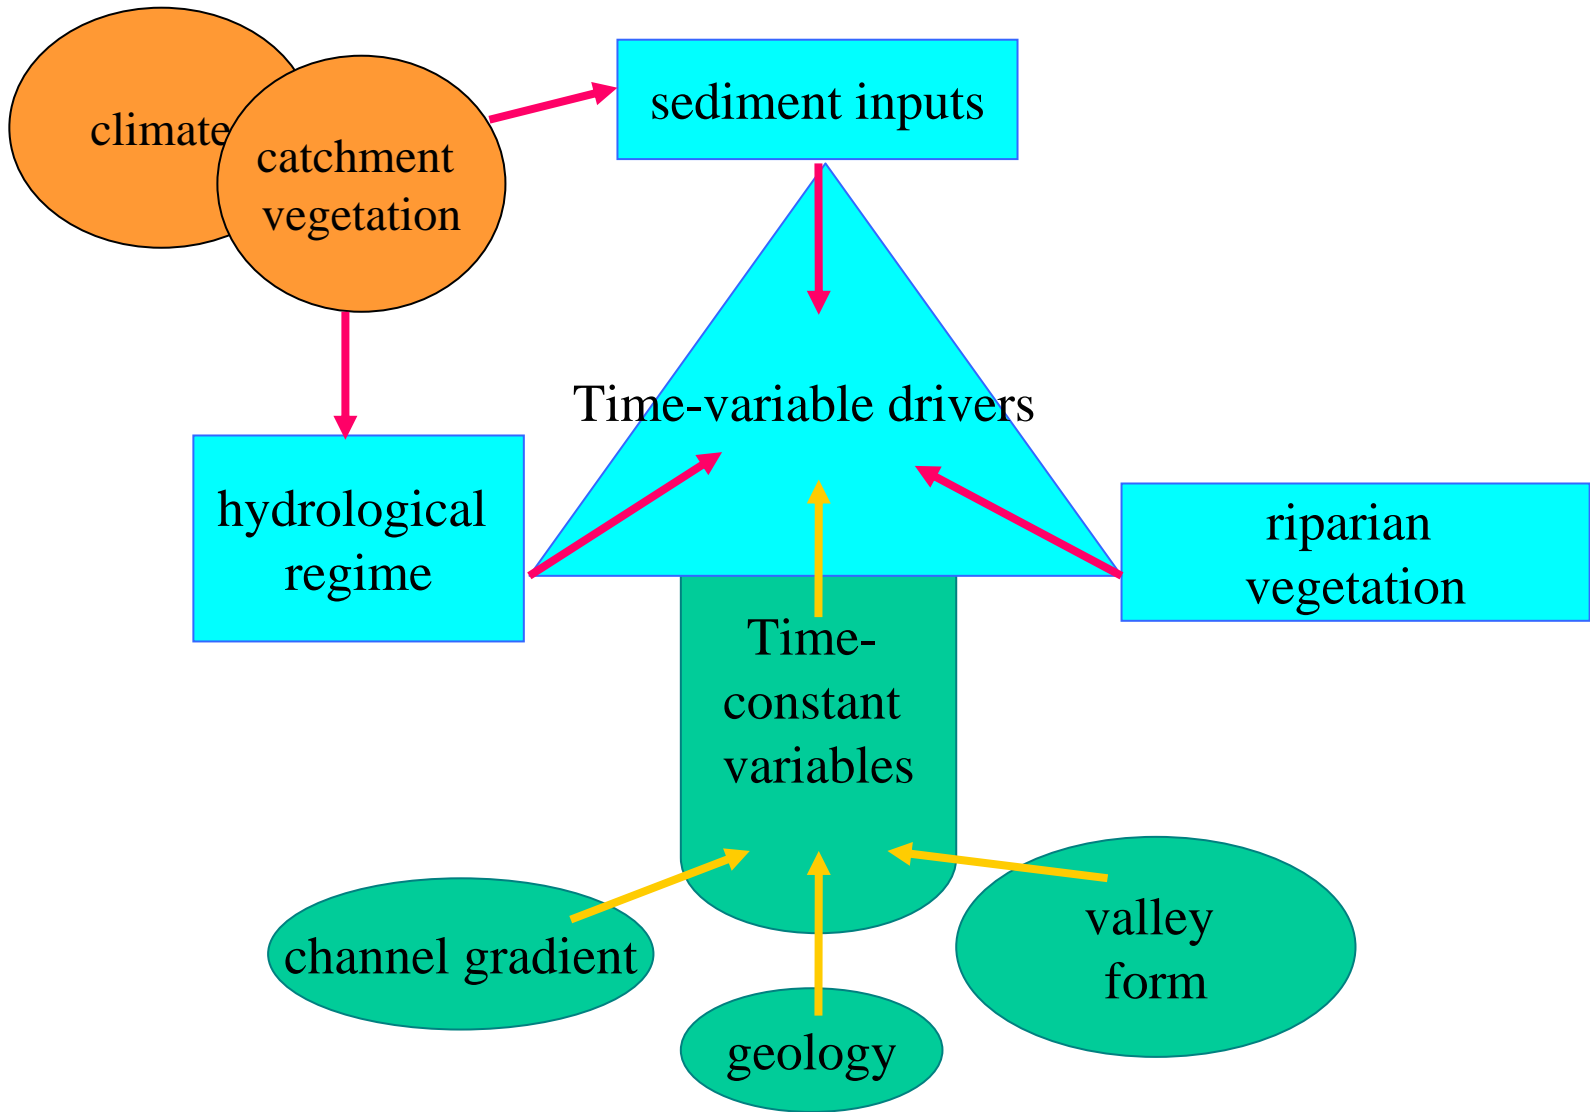 climate
catchment
vegetation
sediment inputs
Time-variable drivers
hydrological
regime
riparian
vegetation
Time-
constant
variables
channel gradient
geology
valley
form